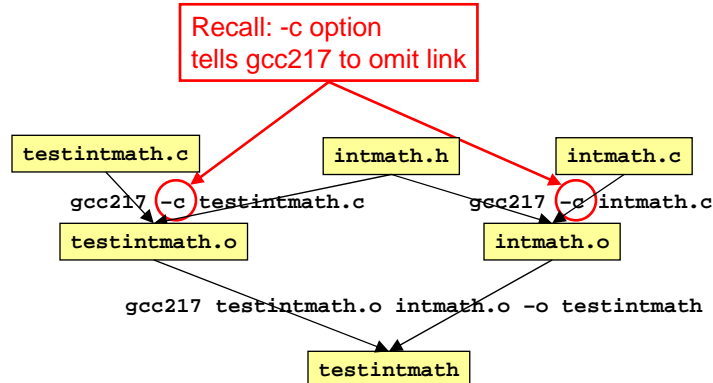 Recall: -c option
tells gcc217 to omit link
testintmath.c
intmath.h
intmath.c
gcc217 -c testintmath.c
gcc217 -c intmath.c
testintmath.o
intmath.o
gcc217 testintmath.o intmath.o –o testintmath
testintmath